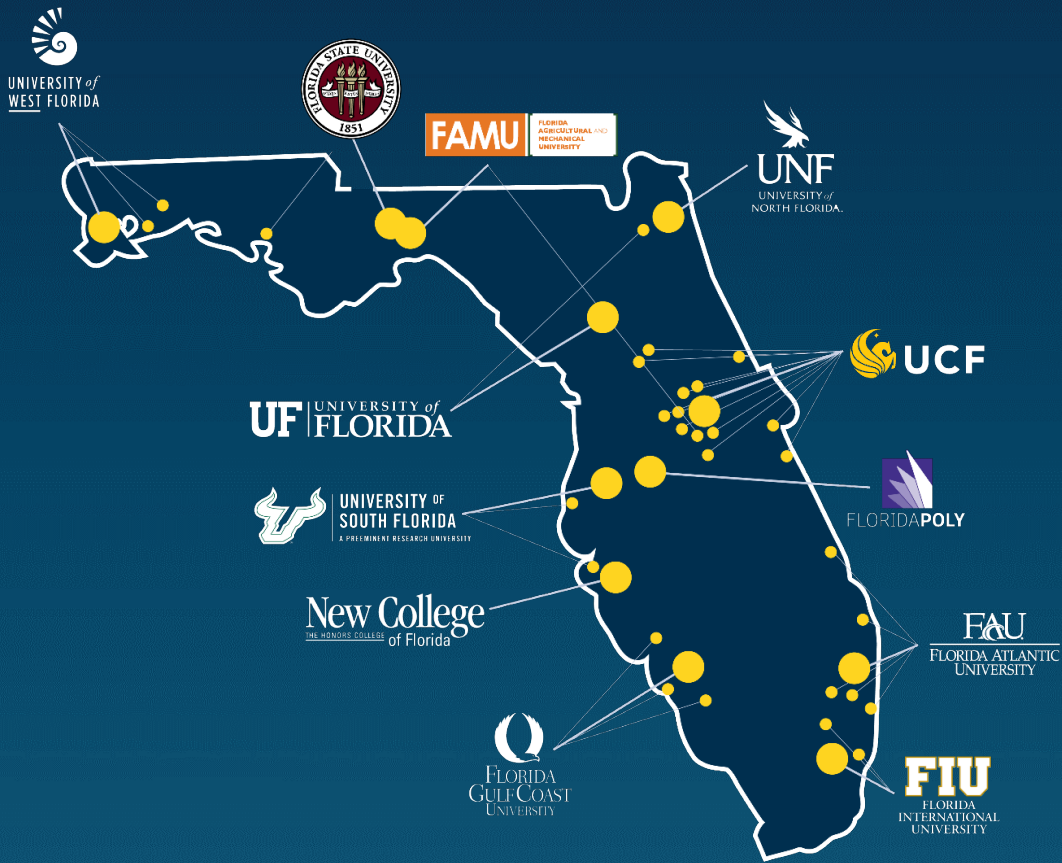 UNIVERSITY of
WEST FLORIDA
FLORIDA STATE UNIVERSITY
1851
FAMU
FLORIDA
AGRICULTURAL AND
MECHANICAL
UNIVERSITY
UNF
UNIVERSITY of
NORTH FLORIDA.
UCF
UF
UNIVERSITY of
FLORIDA
UNIVERSITY OF
SOUTH FLORIDA
A PREEMINENT RESEARCH UNIVERSITY
FLORIDAPOLY
New College
THE HONORS COLLEGE of Florida
FAU
FLORIDA ATLANTIC
UNIVERSITY
FLORIDA
GULF COAST
UNIVERSITY
FIU
FLORIDA
INTERNATIONAL
UNIVERSITY